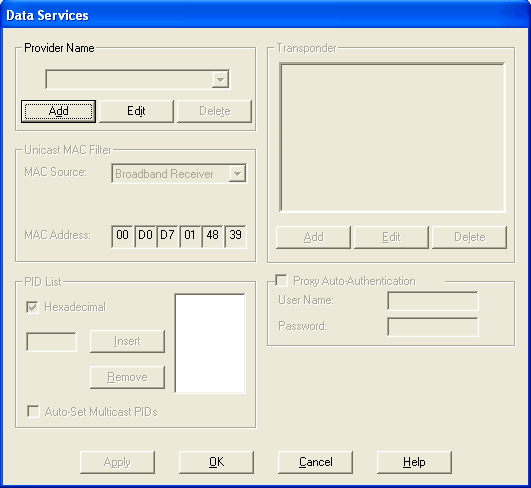 Data Services
Provider Name
Add Edit Delete
Unicast MAC Filter
MAC Source: Broadband Receiver
MAC Address: 00 D0 D7 01 48 39
PID List
Hexadecimal
Insert
Remove
Auto-Set Multicast PIDs
Transponder
Add Edit Delete
Proxy Auto-Authentication
User Name:
Password:
Apply OK Cancel Help